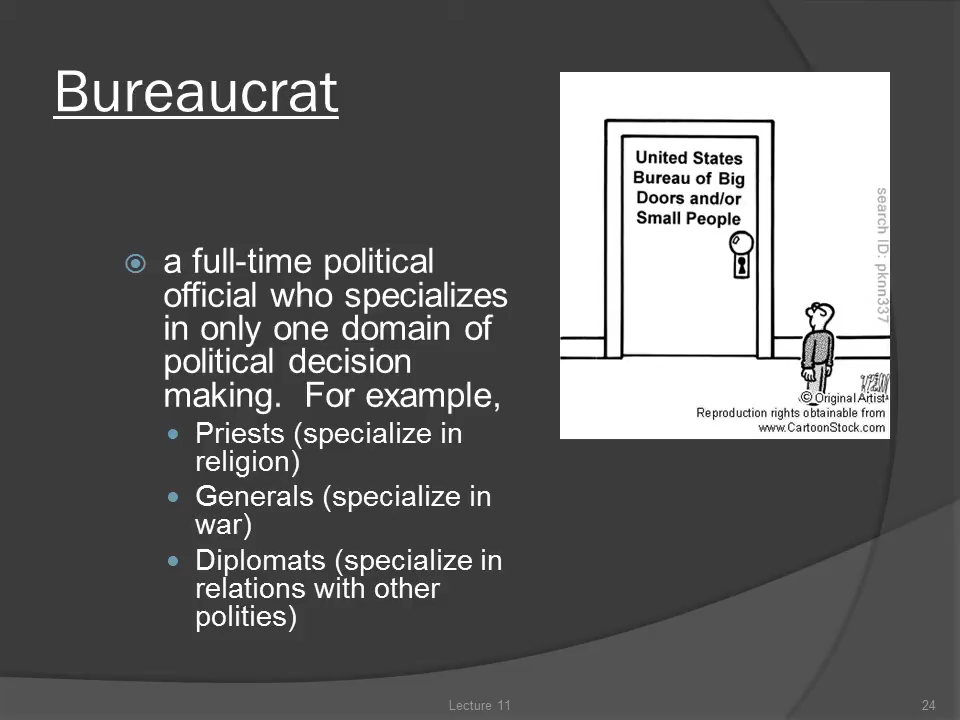 Bureaucrat
a full-time political
official who specializes
in only one domain of
political decision
making.  For example,
Priests (specialize in
religion)
Generals (specialize in
war)
Diplomats (specialize in
relations with other
polities)
United States
Bureau of Big
Doors and/or
Small People
search ID: pknn337
© Original Artist
Reproduction rights obtainable from
www.CartoonStock.com
Lecture 11
24